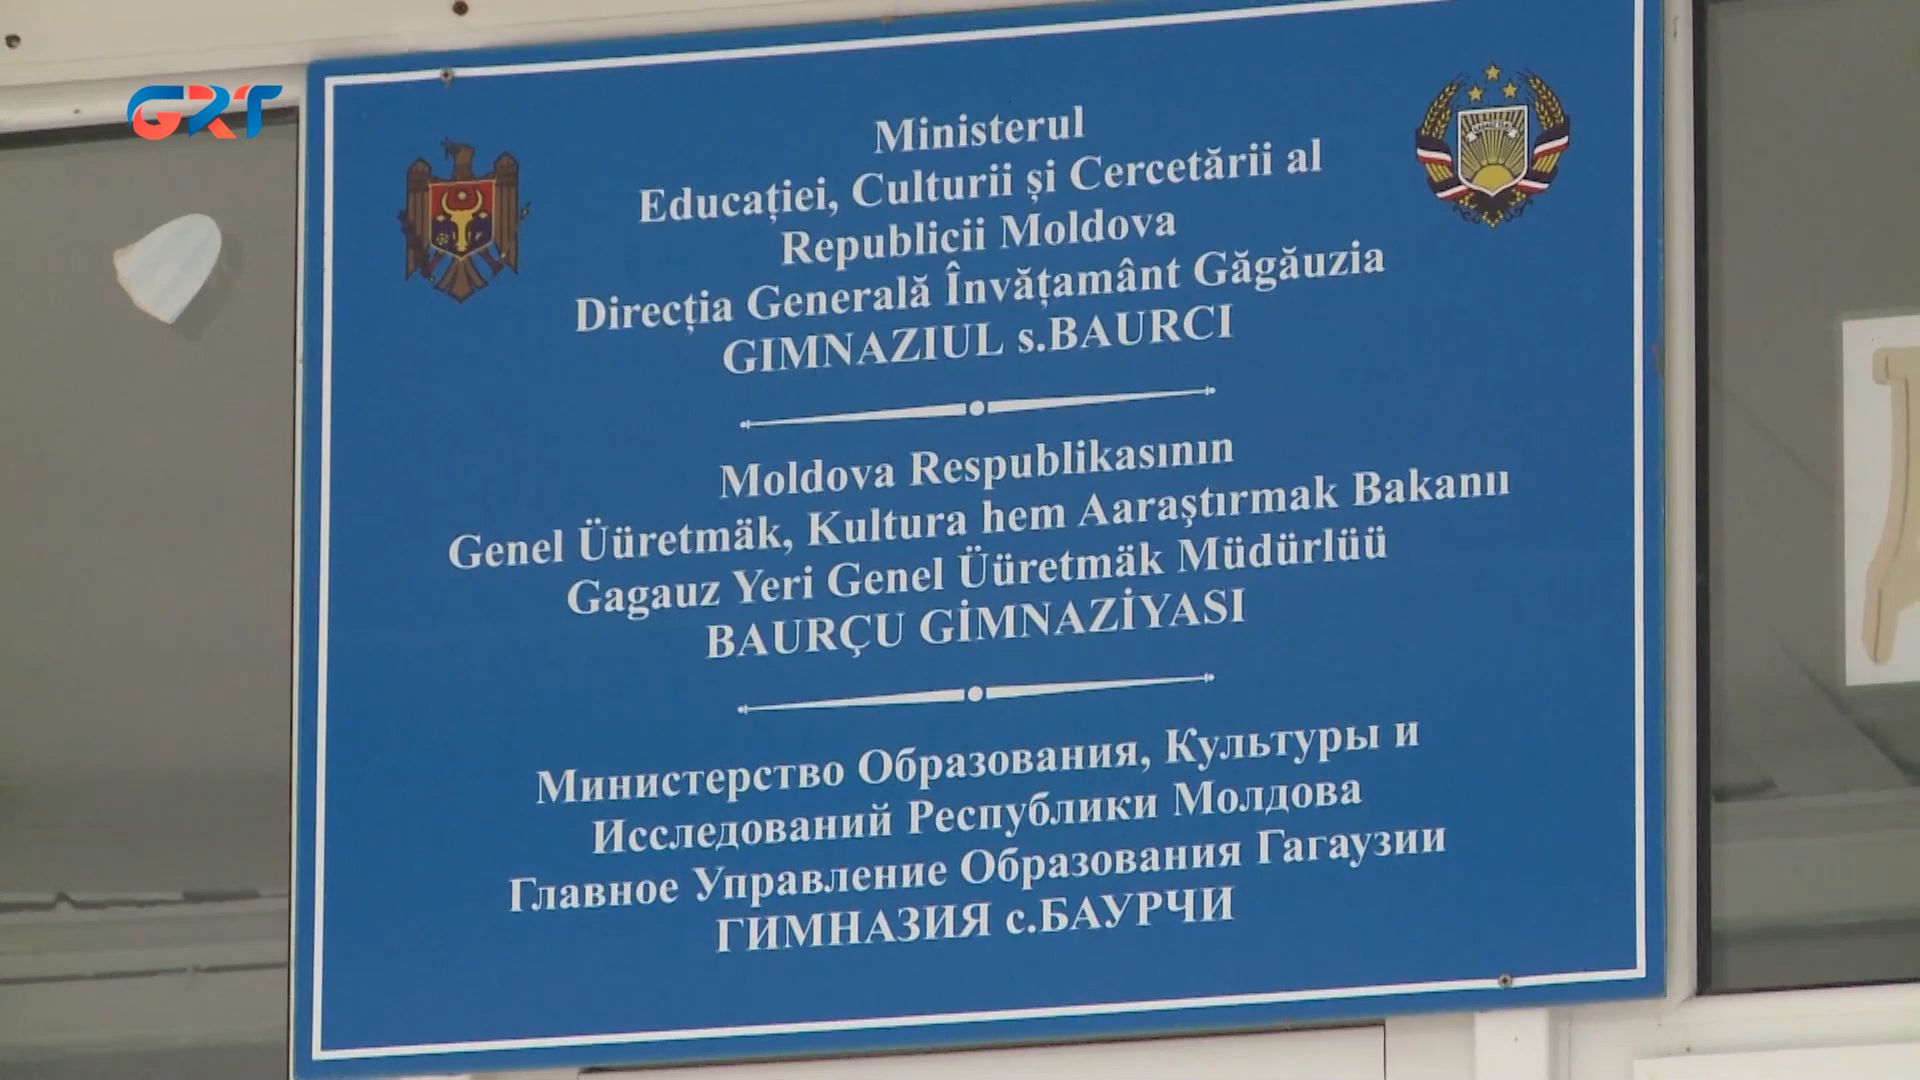 GRT
Ministerul
Educației, Culturii și Cercetării al
Republicii Moldova
Direcția Generală Învățamânt Găgăuzia
GIMNAZIUL s.BAURCI
Moldova Respublikasının
Genel Üüretmäk, Kultura hem Aaraştırmak Bakanıı
Gagauz Yeri Genel Üüretmäk Müdürlüü
BAURÇU GİMNAZİYASI
Министерство Образования, Культуры и
Исследований Республики Молдова
Главное Управление Образования Гагаузии
ГИМНАЗИЯ с.БАУРЧИ